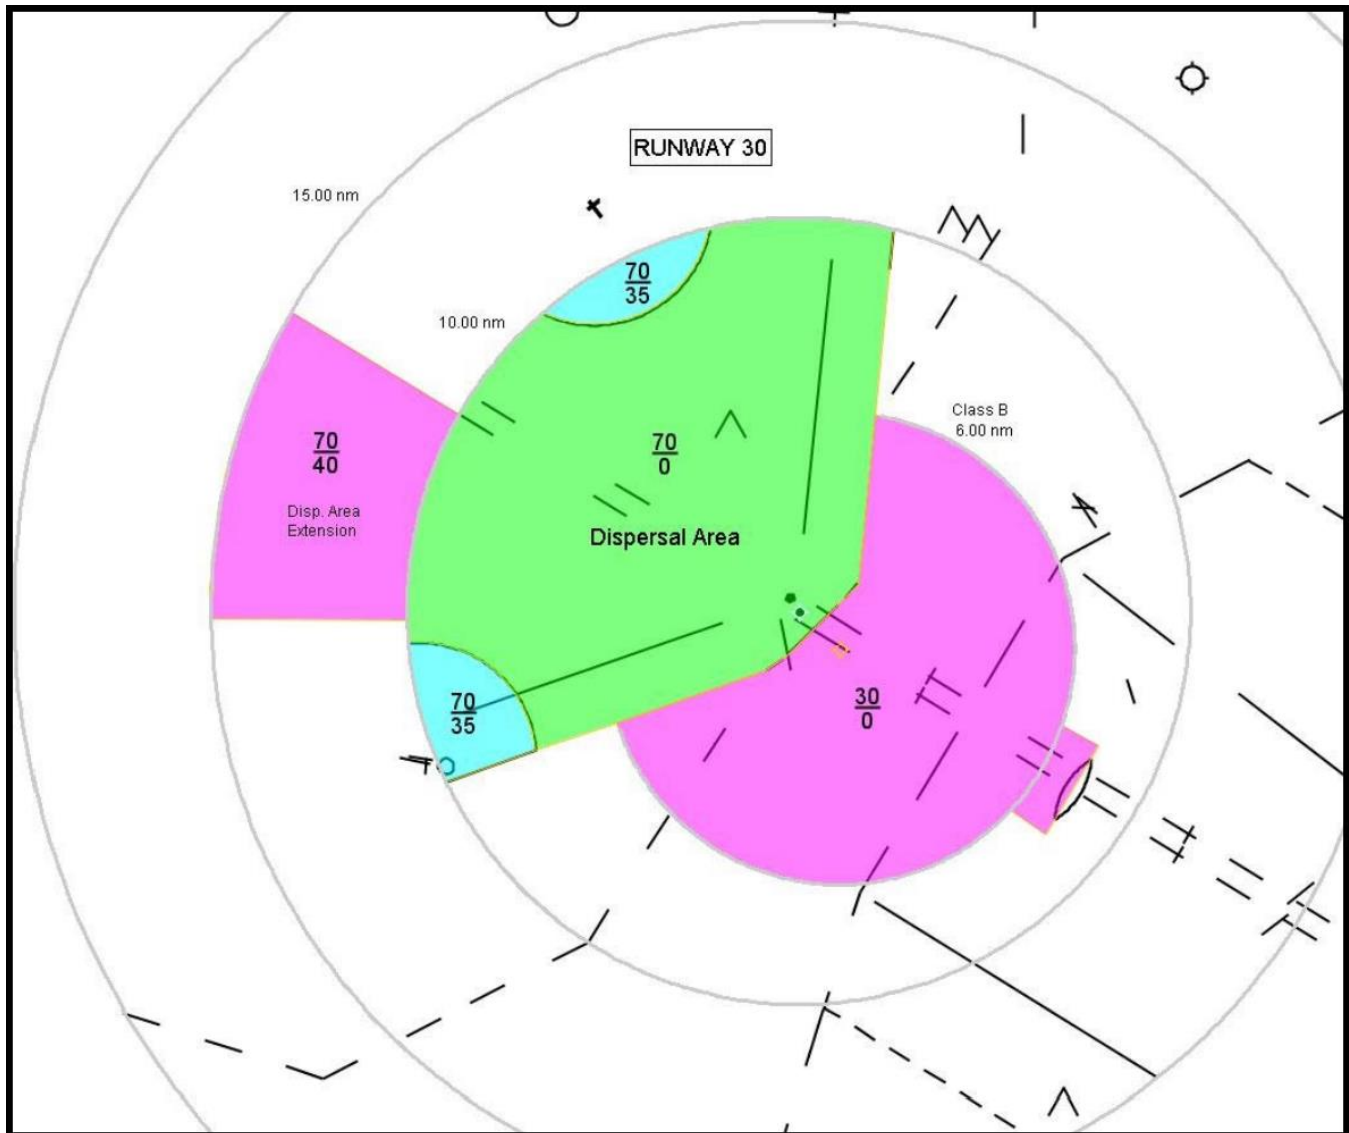 RUNWAY 30
15.00 nm
70
35
10.00 nm
Class B
6.00 nm
70
40
70
0
Disp. Area
Extension
Dispersal Area
70
35
30
0